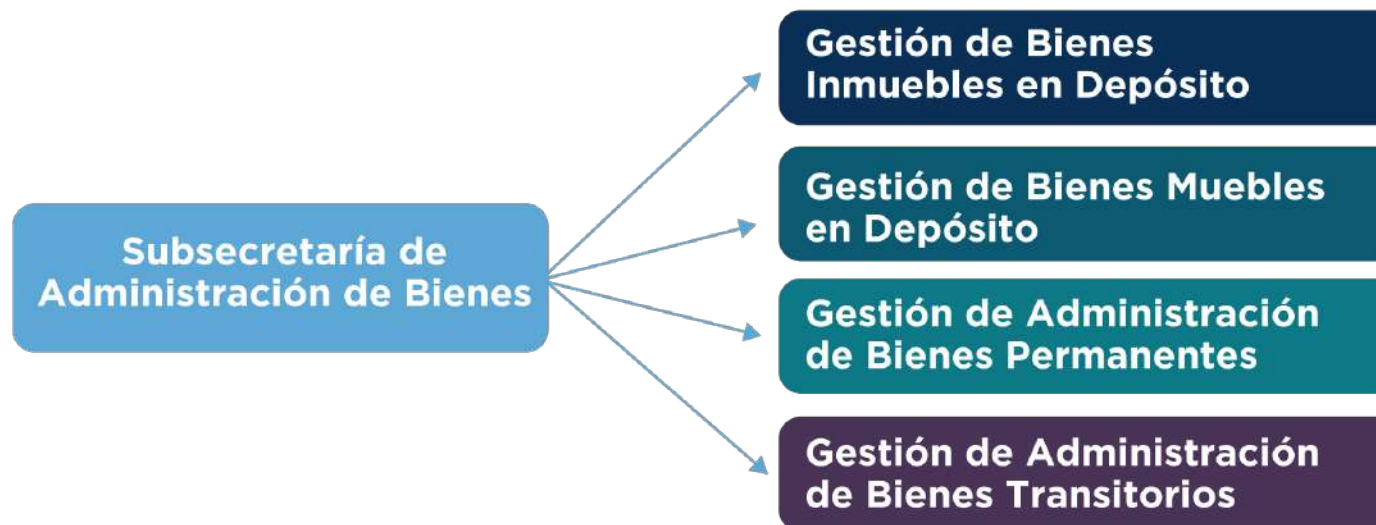 Subsecretaría de
Administración de Bienes
Gestión de Bienes
Inmuebles en Depósito
Gestión de Bienes Muebles
en Depósito
Gestión de Administración
de Bienes Permanentes
Gestión de Administración
de Bienes Transitorios